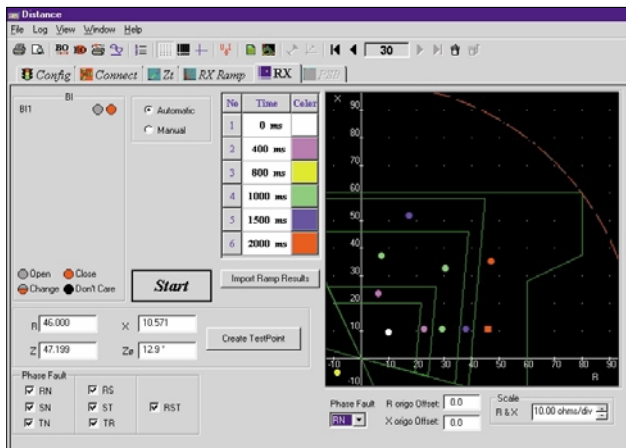 Distance
File Log View Window Help
BO
30
Config Connect Zt RX Ramp RX PSD
BI
BI1
Automatic
Manual
No Time Color
1 0 ms
2 400 ms
3 800 ms
4 1000 ms
5 1500 ms
6 2000 ms
Open Close
Change Don't Care
Start
Import Ramp Results
R 46.000 X 10.571
Z 47.199 Zø 12.9 °
Create TestPoint
Phase Fault
RN RS
SN ST RST
TN TR
X
90
80
70
60
50
40
30
20
10
-10
-10 10 20 30 40 50 60 70 80 90
R
Phase Fault R origo Offset: 0.0
RN X origo Offset: 0.0
Scale
R & X 10.00 ohms/div